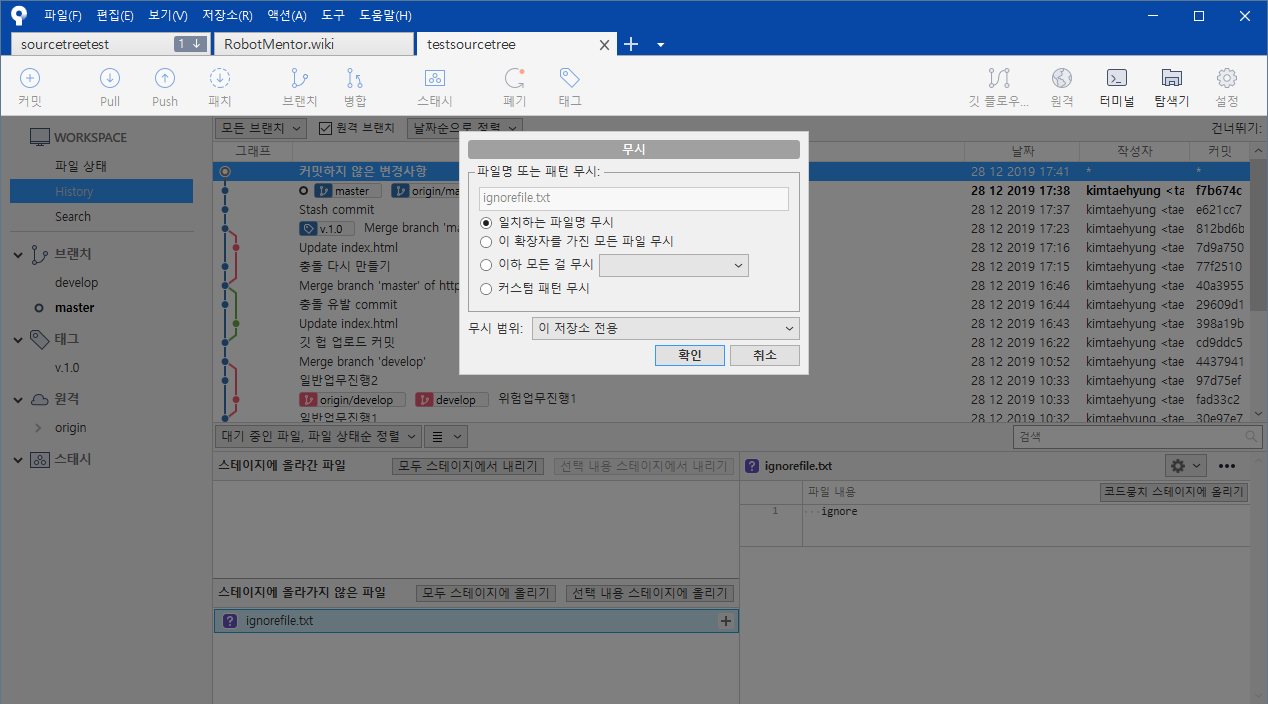 파일(F) 편집(E) 보기(V) 저장소(R) 액션(A) 도구 도움말(H)
sourcetreetest 1 RobotMentor.wiki testsourcetree
커밋 Pull Push 패치 브랜치 병합 스태시 폐기 태그 깃 플로우... 원격 터미널 탐색기 설정
WORKSPACE
파일 상태
History
Search
브랜치
develop
master
태그
v.1.0
원격
origin
스태시
모든 브랜치 원격 브랜치 날짜순으로 정렬 건너뛰기:
그래프 날짜 작성자 커밋
커밋하지 않은 변경사항 28 12 2019 17:41 * *
master origin/ma 28 12 2019 17:38 kimtaehyung <tae f7b674c
Stash commit 28 12 2019 17:37 kimtaehyung <tae e621cc7
v.1.0 Merge branch 'ma 28 12 2019 17:23 kimtaehyung <tae 812bd6b
Update index.html 28 12 2019 17:16 kimtaehyung <tae 7d9a750
충돌 다시 만들기 28 12 2019 17:15 kimtaehyung <tae 77f2510
Merge branch 'master' of http 28 12 2019 16:46 kimtaehyung <tae 40a3955
충돌 유발 commit 28 12 2019 16:44 kimtaehyung <tae 29609d1
Update index.html 28 12 2019 16:43 kimtaehyung <tae 398a19b
깃 헙 업로드 커밋 28 12 2019 16:22 kimtaehyung <tae cd9ddc5
Merge branch 'develop' 28 12 2019 10:52 kimtaehyung <tae 4437941
일반업무진행2 28 12 2019 10:33 kimtaehyung <tae 97d75ef
origin/develop develop 위험업무진행1 28 12 2019 10:33 kimtaehyung <tae fad33c2
일반업무진행1 28 12 2019 10:32 kimtaehyung <tae 30e97e7
무시
파일명 또는 패턴 무시:
ignorefile.txt
일치하는 파일명 무시
이 확장자를 가진 모든 파일 무시
이하 모든 걸 무시
커스텀 패턴 무시
무시 범위: 이 저장소 전용
확인 취소
대기 중인 파일, 파일 상태순 정렬 검색
스테이지에 올라간 파일 모두 스테이지에서 내리기 선택 내용 스테이지에서 내리기
스테이지에 올라가지 않은 파일 모두 스테이지에 올리기 선택 내용 스테이지에 올리기
ignorefile.txt
ignorefile.txt
파일 내용 코드뭉치 스테이지에 올리기
1 ignore